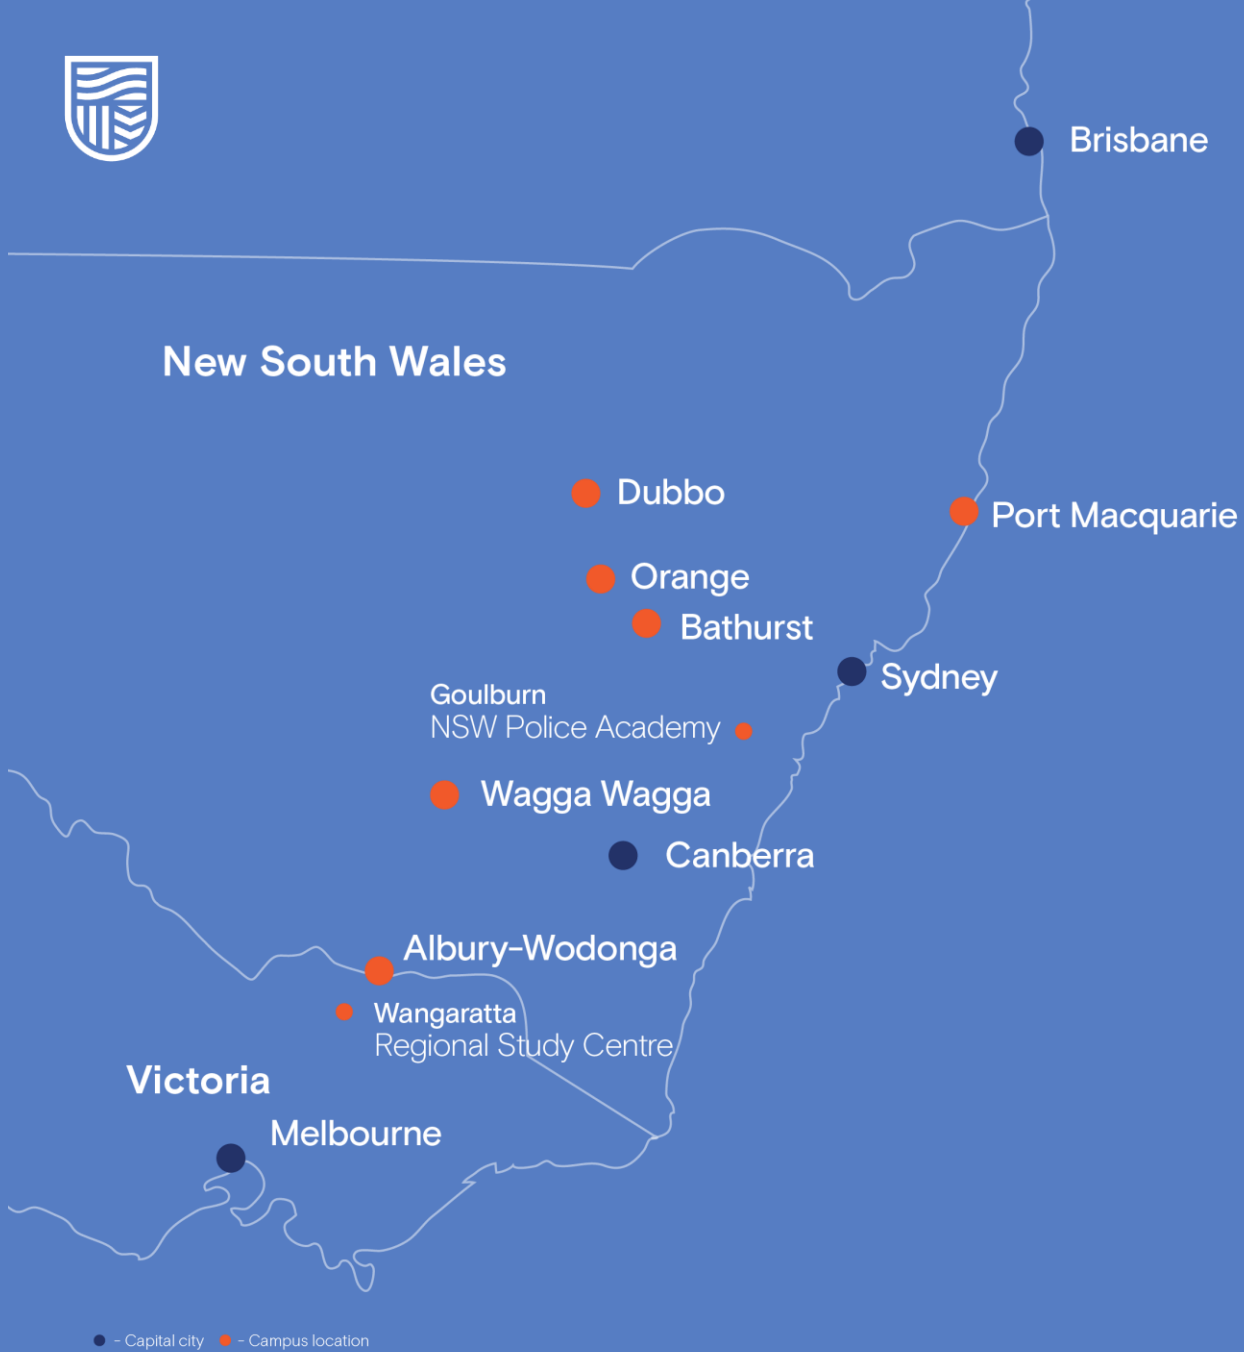 Brisbane
New South Wales
Dubbo
Port Macquarie
Orange
Bathurst
Sydney
Goulburn
NSW Police Academy
Wagga Wagga
Canberra
Albury-Wodonga
Wangaratta
Regional Study Centre
Victoria
Melbourne
- Capital city - Campus location